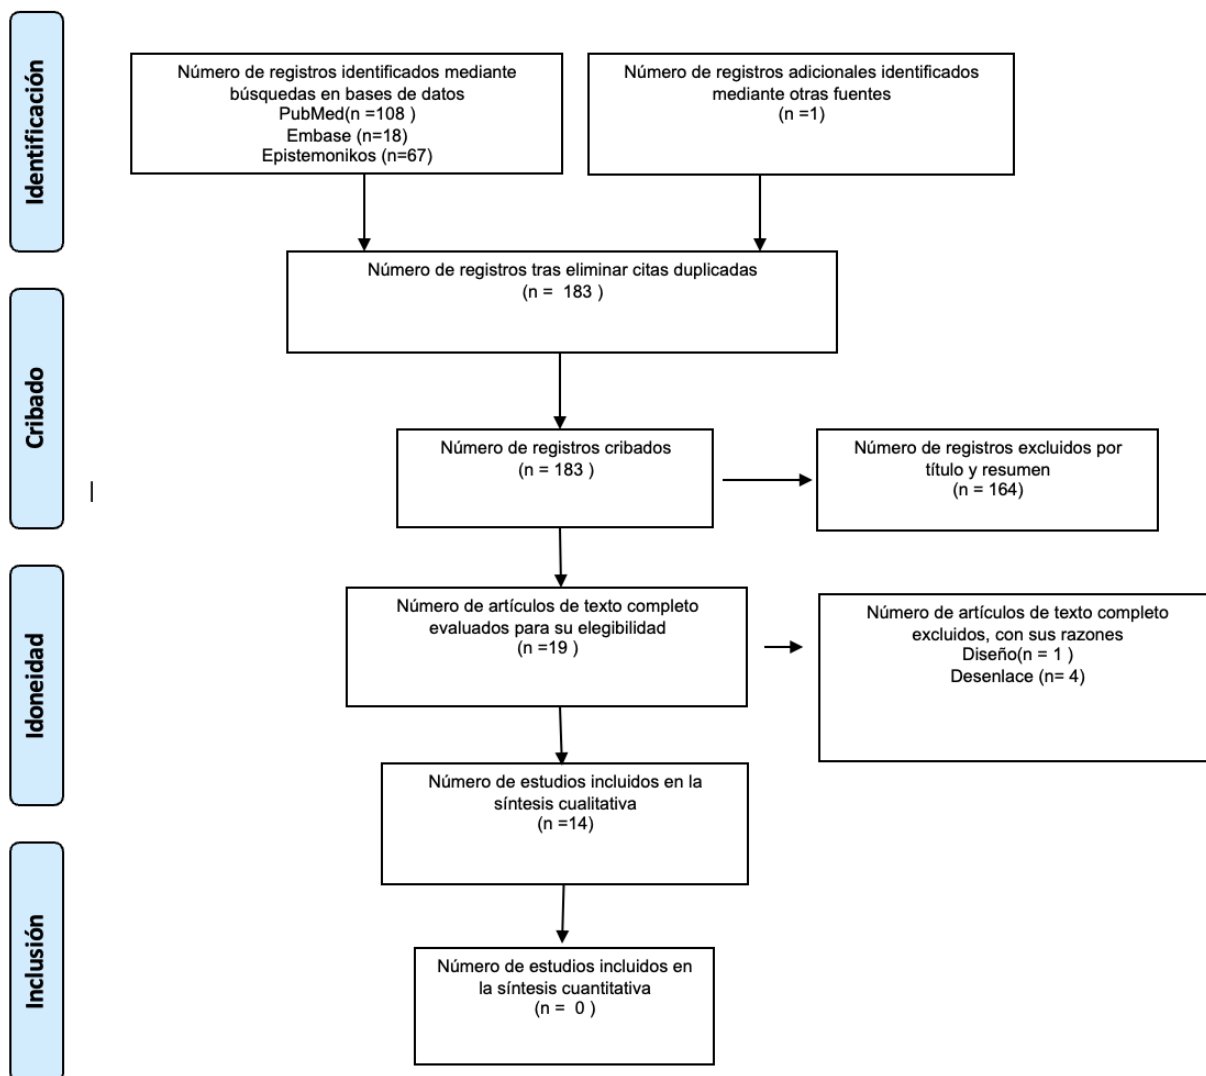 Identificación
Número de registros identificados mediante
búsquedas en bases de datos
PubMed(n =108 )
Embase (n=18)
Epistemonikos (n=67)
Número de registros adicionales identificados
mediante otras fuentes
(n =1)
Número de registros tras eliminar citas duplicadas
(n =  183 )
Cribado
Número de registros cribados
(n = 183 )
Número de registros excluidos por
título y resumen
(n = 164)
Idoneidad
Número de artículos de texto completo
evaluados para su elegibilidad
(n =19 )
Número de artículos de texto completo
excluidos, con sus razones
Diseño(n = 1 )
Desenlace (n= 4)
Número de estudios incluidos en la
síntesis cualitativa
(n =14)
Inclusión
Número de estudios incluidos en
la síntesis cuantitativa
(n =  0 )